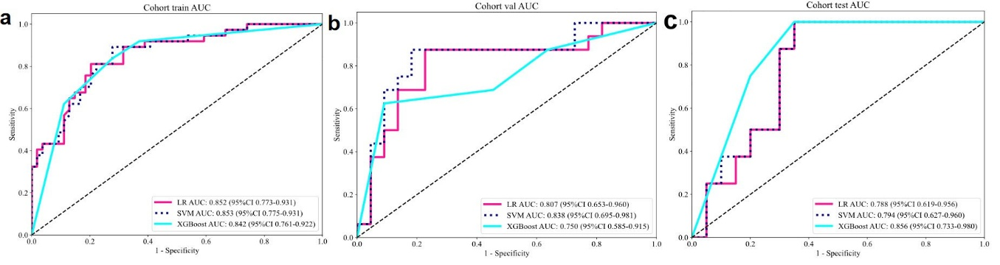 a
Cohort train AUC
1.0
0.8
0.6
0.4
0.2
0.0
Sensitivity
0.0 0.2 0.4 0.6 0.8 1.0
1 - Specificity
LR AUC: 0.852 (95%CI 0.773-0.931)
SVM AUC: 0.853 (95%CI 0.775-0.931)
XGBoost AUC: 0.842 (95%CI 0.761-0.922)
b
Cohort val AUC
1.0
0.8
0.6
0.4
0.2
0.0
Sensitivity
0.0 0.2 0.4 0.6 0.8 1.0
1 - Specificity
LR AUC: 0.807 (95%CI 0.653-0.960)
SVM AUC: 0.838 (95%CI 0.695-0.981)
XGBoost AUC: 0.750 (95%CI 0.585-0.915)
c
Cohort test AUC
1.0
0.8
0.6
0.4
0.2
0.0
Sensitivity
0.0 0.2 0.4 0.6 0.8 1.0
1 - Specificity
LR AUC: 0.788 (95%CI 0.619-0.956)
SVM AUC: 0.794 (95%CI 0.627-0.960)
XGBoost AUC: 0.856 (95%CI 0.733-0.980)